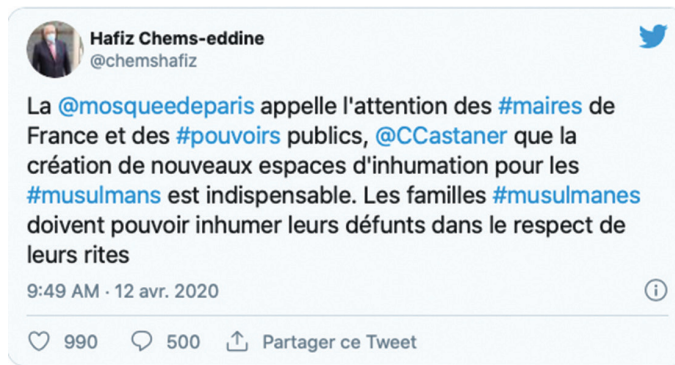 Hafiz Chems-eddine
@chemshafiz
La @mosqueedeparis appelle l'attention des #maires de
France et des #pouvoirs publics, @CCastaner que la
création de nouveaux espaces d'inhumation pour les
#musulmans est indispensable. Les familles #musulmanes
doivent pouvoir inhumer leurs défunts dans le respect de
leurs rites
9:49 AM · 12 avr. 2020
990 500 Partager ce Tweet